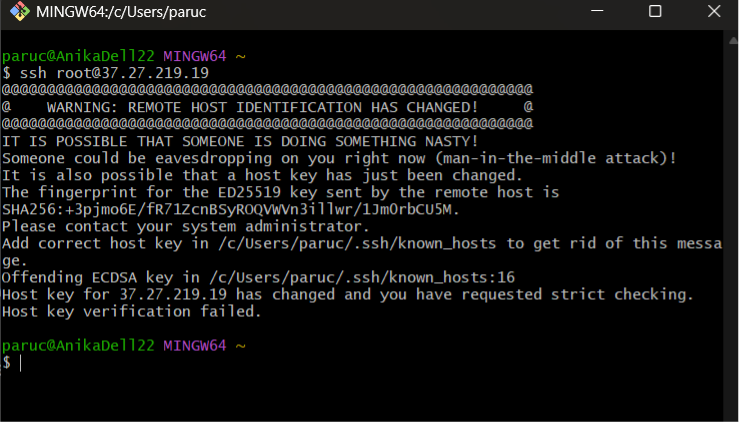 MINGW64:/c/Users/paruc
paruc@AnikaDell22 MINGW64 ~
$ ssh root@37.27.219.19
@@@@@@@@@@@@@@@@@@@@@@@@@@@@@@@@@@@@@@@@@@@@@@@@@@@@@@@@@@@
@    WARNING: REMOTE HOST IDENTIFICATION HAS CHANGED!     @
@@@@@@@@@@@@@@@@@@@@@@@@@@@@@@@@@@@@@@@@@@@@@@@@@@@@@@@@@@@
IT IS POSSIBLE THAT SOMEONE IS DOING SOMETHING NASTY!
Someone could be eavesdropping on you right now (man-in-the-middle attack)!
It is also possible that a host key has just been changed.
The fingerprint for the ED25519 key sent by the remote host is
SHA256:+3pjmo6E/fR71ZcnBSyROQVWVn3illwr/1JmOrbCU5M.
Please contact your system administrator.
Add correct host key in /c/Users/paruc/.ssh/known_hosts to get rid of this messa
ge.
Offending ECDSA key in /c/Users/paruc/.ssh/known_hosts:16
Host key for 37.27.219.19 has changed and you have requested strict checking.
Host key verification failed.
paruc@AnikaDell22 MINGW64 ~
$